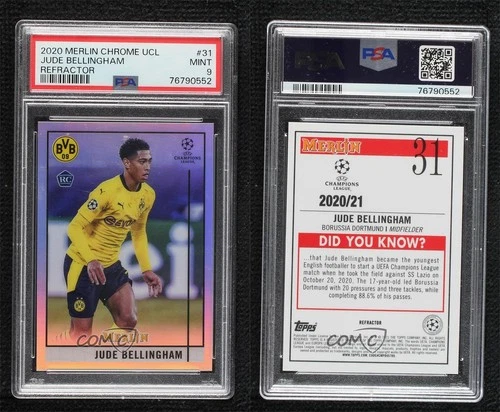 2020 MERLIN CHROME UCL #31
JUDE BELLINGHAM MINT
REFRACTOR PSA 9
76790552
BVB
09
CHAMPIONS
LEAGUE
RC
MERLIN
COMC
JUDE BELLINGHAM
PSA
76790552
MERLIN
31
CHAMPIONS
LEAGUE
2020/21
JUDE BELLINGHAM
BORUSSIA DORTMUND | MIDFIELDER
DID YOU KNOW?
...that Jude Bellingham became the youngest
English footballer to start a UEFA Champions League
match when he took the field against SS Lazio on
October 20, 2020. The 17-year-old led Borussia
Dortmund with 20 pressures and three tackles, while
completing 88.6% of his passes.
Topps
REFRACTOR
COMC